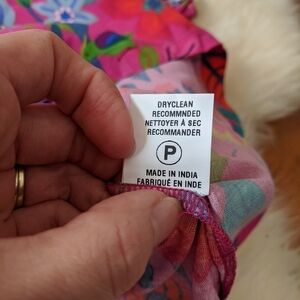 DRYCLEAN
RECOMMNDED
NETTOYER À SEC
RECOMMANDER
P
MADE IN INDIA
FABRIQUÉ EN INDE